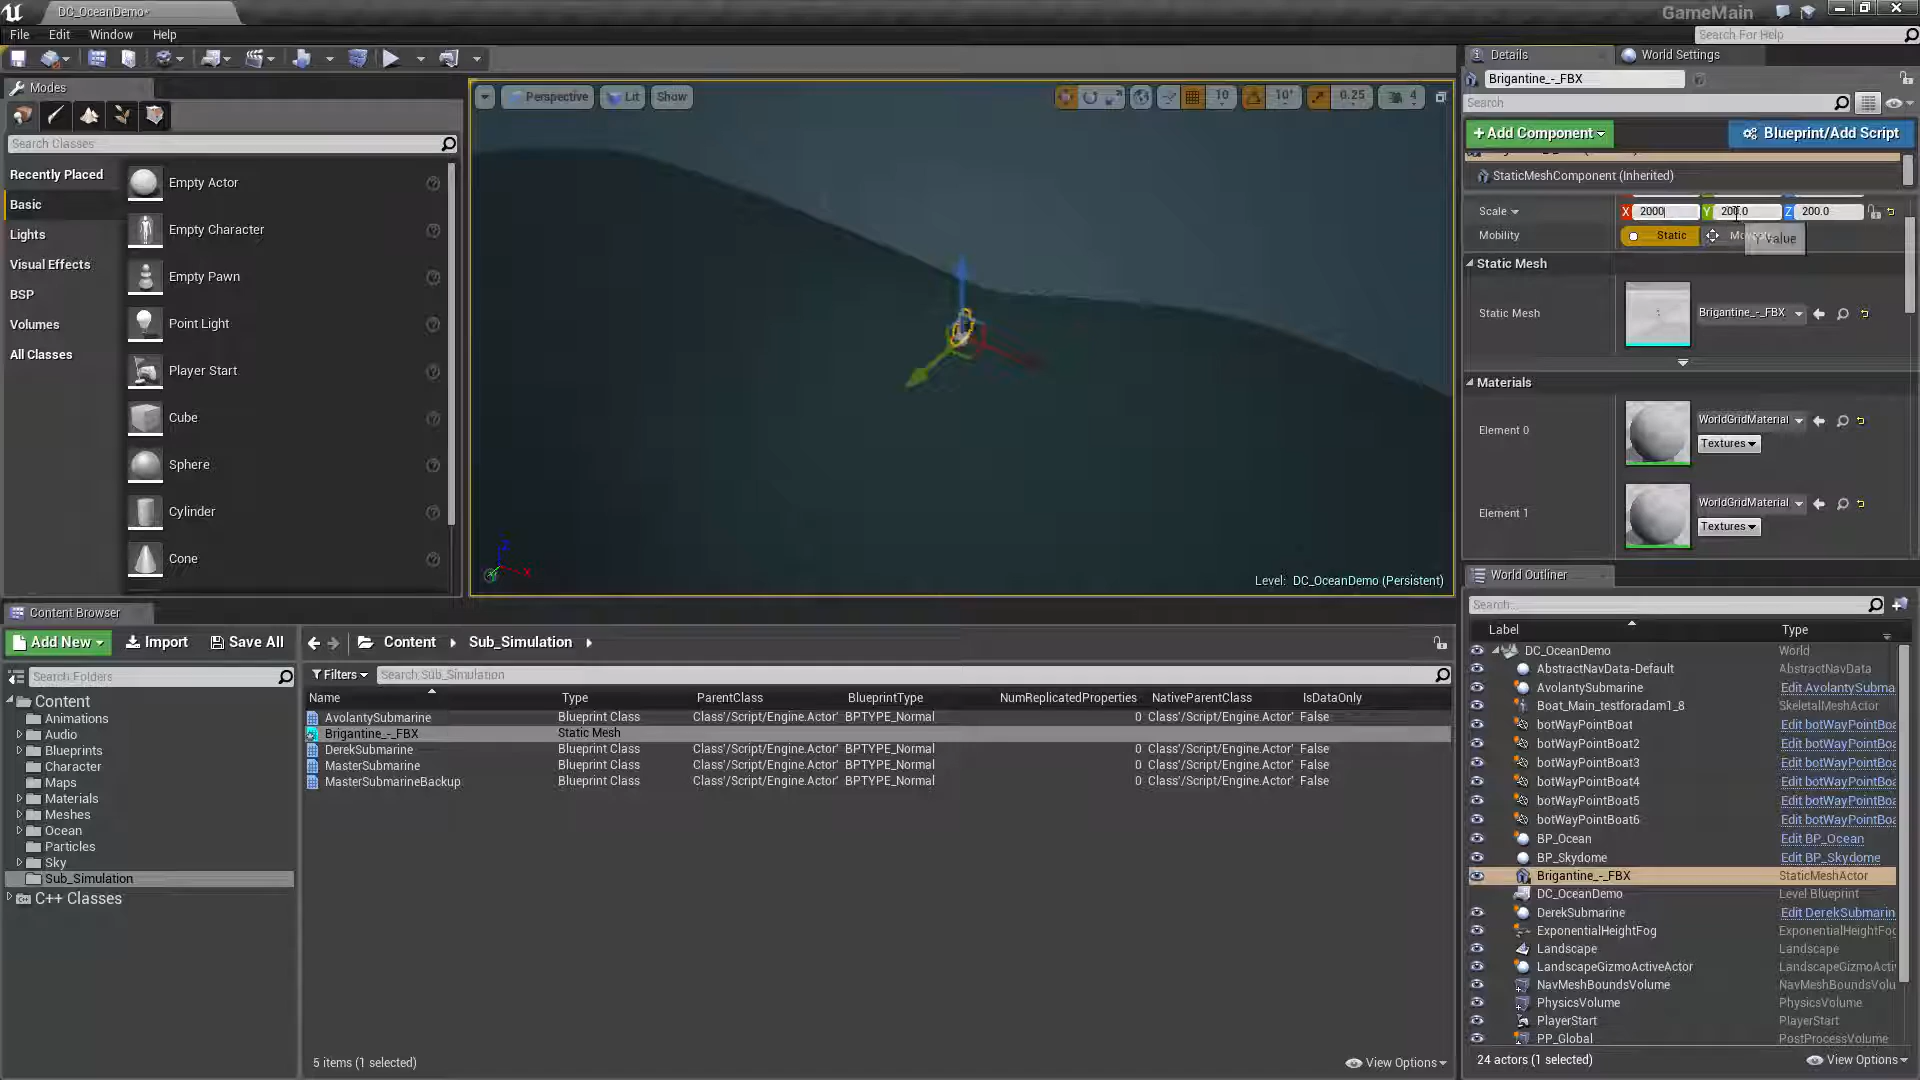 DC_OceanDemo*
GameMain
File Edit Window Help
Search For Help
Modes
Search Classes
Recently Placed
Basic
Lights
Visual Effects
BSP
Volumes
All Classes
Empty Actor
Empty Character
Empty Pawn
Point Light
Player Start
Cube
Sphere
Cylinder
Cone
Perspective Lit Show
10 10° 0.25 4
Level: DC_OceanDemo (Persistent)
Details World Settings
Brigantine_-_FBX
Search
+Add Component Blueprint/Add Script
StaticMeshComponent (Inherited)
Scale X 2000 Y 200.0 Z 200.0
Mobility Static
Y Value
Static Mesh
Static Mesh Brigantine_-_FBX
Materials
Element 0 WorldGridMaterial
Textures
Element 1 WorldGridMaterial
Textures
World Outliner
Search...
Label Type
DC_OceanDemo World
AbstractNavData-Default AbstractNavData
AvolantySubmarine Edit AvolantySubma
Boat_Main_testforadam1_8 SkeletalMeshActor
botWayPointBoat Edit botWayPointBoa
botWayPointBoat2 Edit botWayPointBoa
botWayPointBoat3 Edit botWayPointBoa
botWayPointBoat4 Edit botWayPointBoa
botWayPointBoat5 Edit botWayPointBoa
botWayPointBoat6 Edit botWayPointBoa
BP_Ocean Edit BP_Ocean
BP_Skydome Edit BP_Skydome
Brigantine_-_FBX StaticMeshActor
DC_OceanDemo Level Blueprint
DerekSubmarine Edit DerekSubmarin
ExponentialHeightFog ExponentialHeightFog
Landscape Landscape
LandscapeGizmoActiveActor LandscapeGizmoActi
NavMeshBoundsVolume NavMeshBoundsVolu
PhysicsVolume PhysicsVolume
PlayerStart PlayerStart
PP_Global PostProcessVolume
24 actors (1 selected) View Options
Content Browser
Add New Import Save All
Content Sub_Simulation
Search Folders
Filters Search Sub_Simulation
Content
Animations
Audio
Blueprints
Character
Maps
Materials
Meshes
Ocean
Particles
Sky
Sub_Simulation
C++ Classes
Name Type ParentClass BlueprintType NumReplicatedProperties NativeParentClass IsDataOnly
AvolantySubmarine Blueprint Class Class'/Script/Engine.Actor' BPTYPE_Normal 0 Class'/Script/Engine.Actor' False
Brigantine_-_FBX Static Mesh
DerekSubmarine Blueprint Class Class'/Script/Engine.Actor' BPTYPE_Normal 0 Class'/Script/Engine.Actor' False
MasterSubmarine Blueprint Class Class'/Script/Engine.Actor' BPTYPE_Normal 0 Class'/Script/Engine.Actor' False
MasterSubmarineBackup Blueprint Class Class'/Script/Engine.Actor' BPTYPE_Normal 0 Class'/Script/Engine.Actor' False
5 items (1 selected) View Options